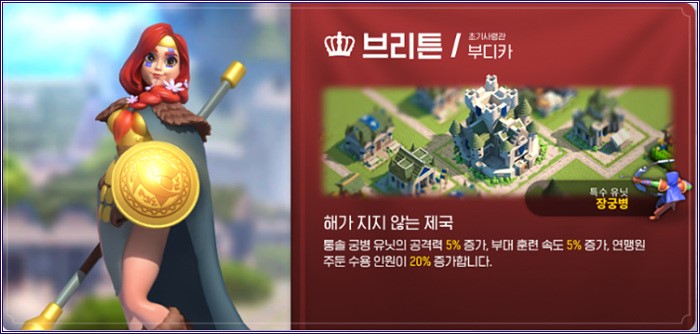 브리튼 /
초기사령관
부디카
특수 유닛
장궁병
해가 지지 않는 제국
통솔 궁병 유닛의 공격력 5% 증가, 부대 훈련 속도 5% 증가, 연맹원
주둔 수용 인원이 20% 증가합니다.